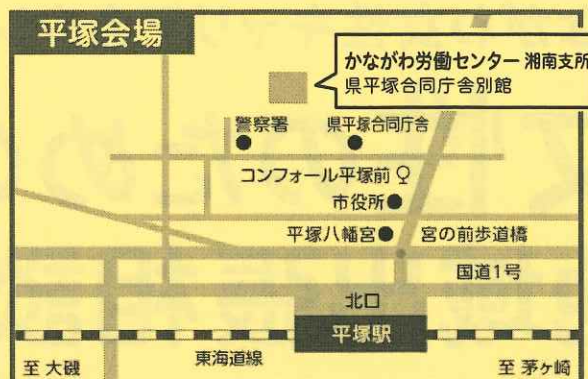 平塚会場
かながわ労働センター 湘南支所
県平塚合同庁舎別館
警察署
県平塚合同庁舎
コンフォール平塚前
市役所
平塚八幡宮
宮の前歩道橋
国道1号
北口
平塚駅
東海道線
至 大磯
至 茅ヶ崎